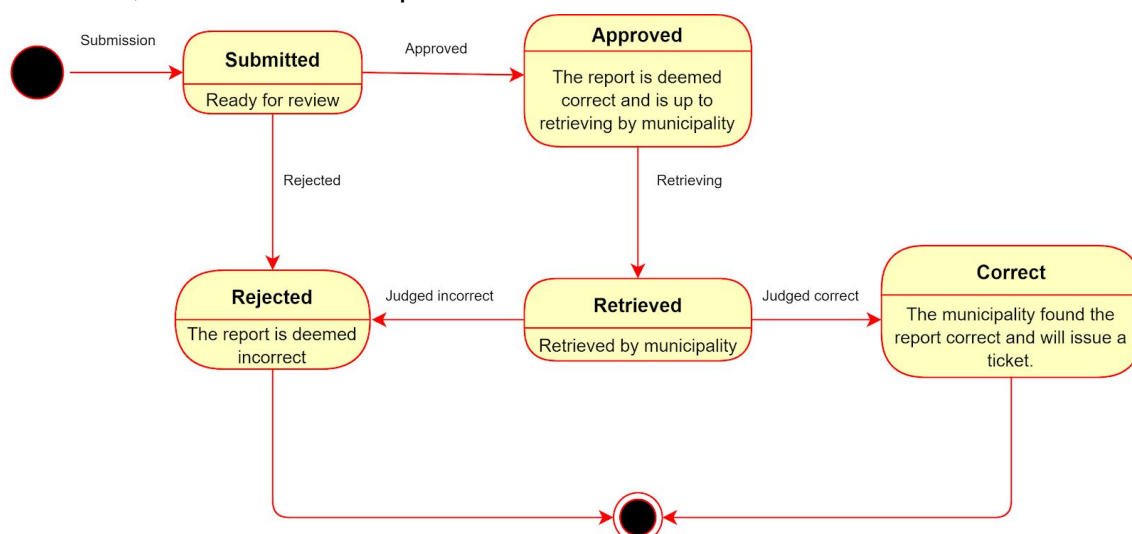 Submission
Submitted
Ready for review
Approved
Approved
The report is deemed
correct and is up to
retrieving by municipality
Rejected
Retrieving
Rejected
The report is deemed
incorrect
Judged incorrect
Retrieved
Retrieved by municipality
Judged correct
Correct
The municipality found the
report correct and will issue a
ticket.